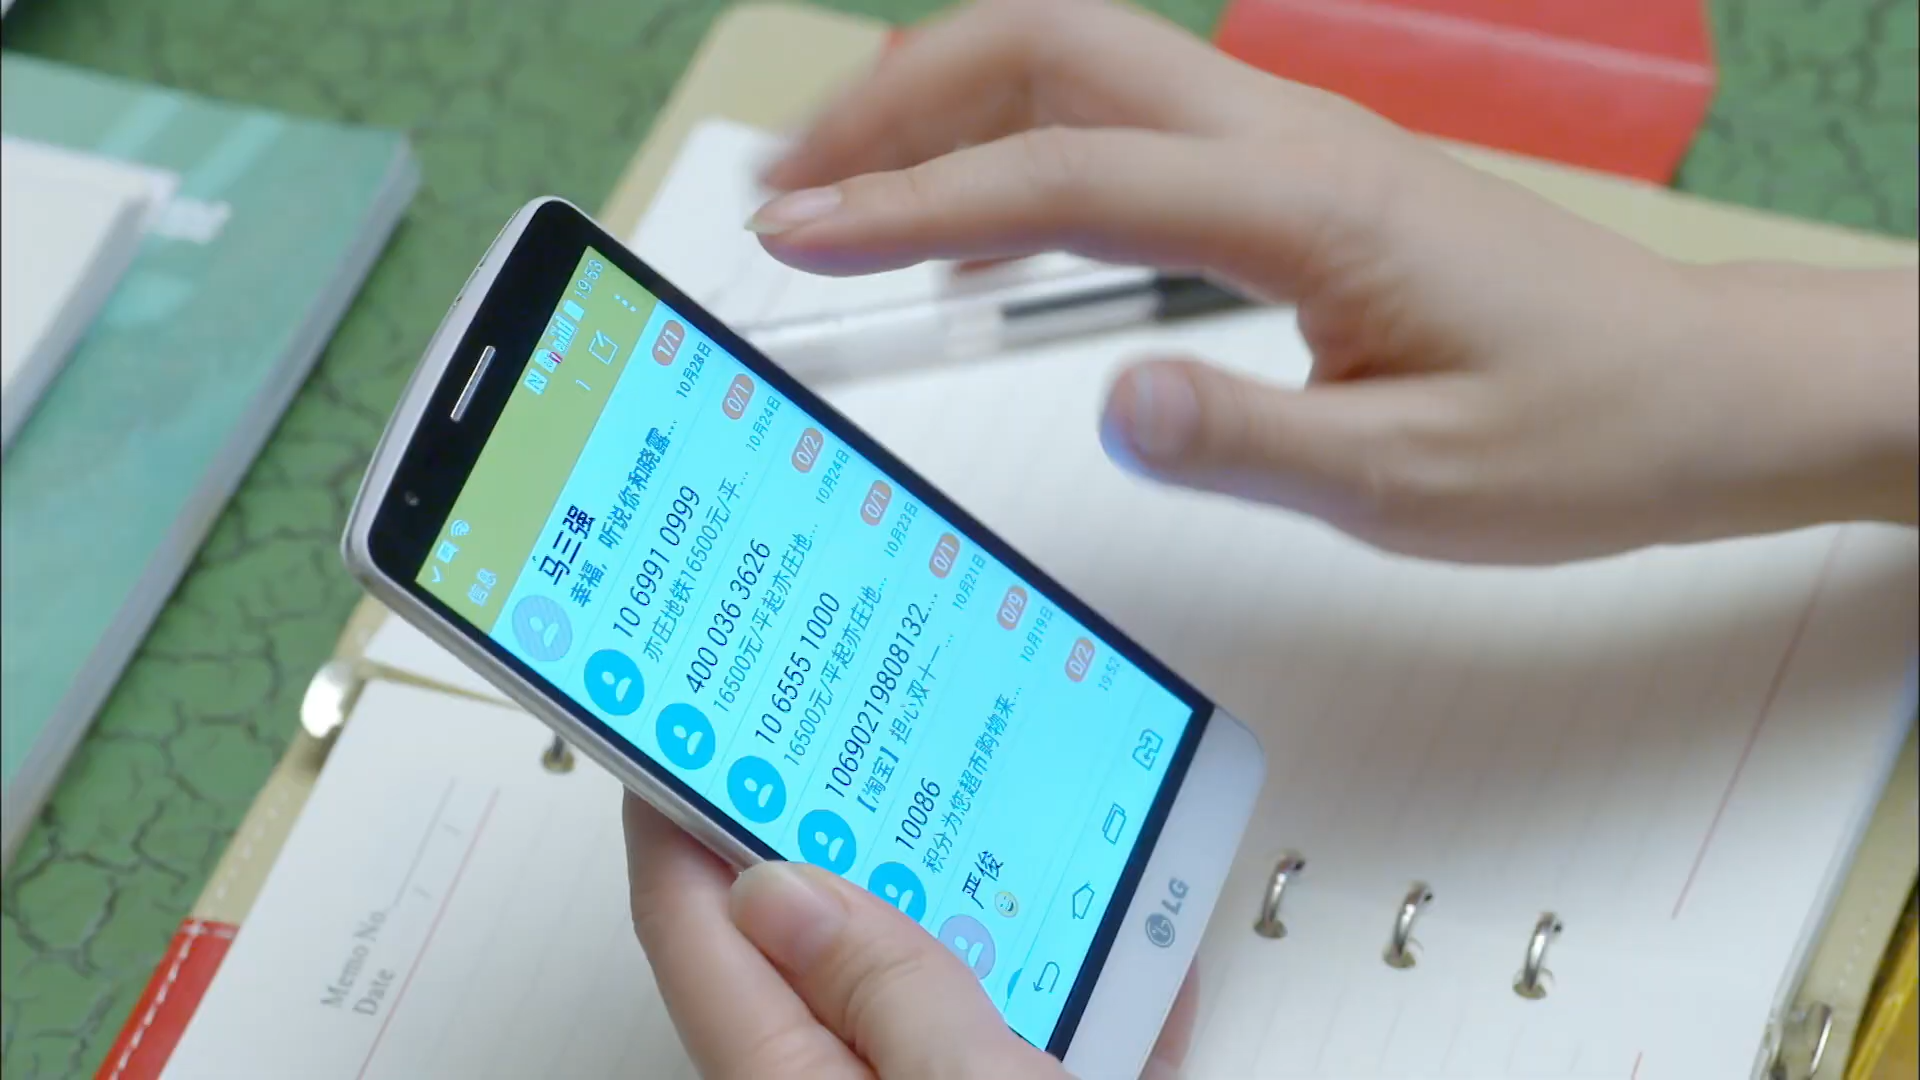 19:53
信息
1
马三强
1/1
幸福，听说你和晓露...
10月28日
10 6991 0999
0/1
亦庄地铁16500元/平...
10月24日
400 036 3626
0/2
16500元/平起亦庄地...
10月24日
10 6555 1000
0/1
16500元/平起亦庄地...
10月23日
10690219808132...
0/1
【淘宝】担心双十一...
10月21日
10086
0/9
积分为您超市购物来...
10月19日
严俊
0/2
19:52
LG
Memo No.
Date